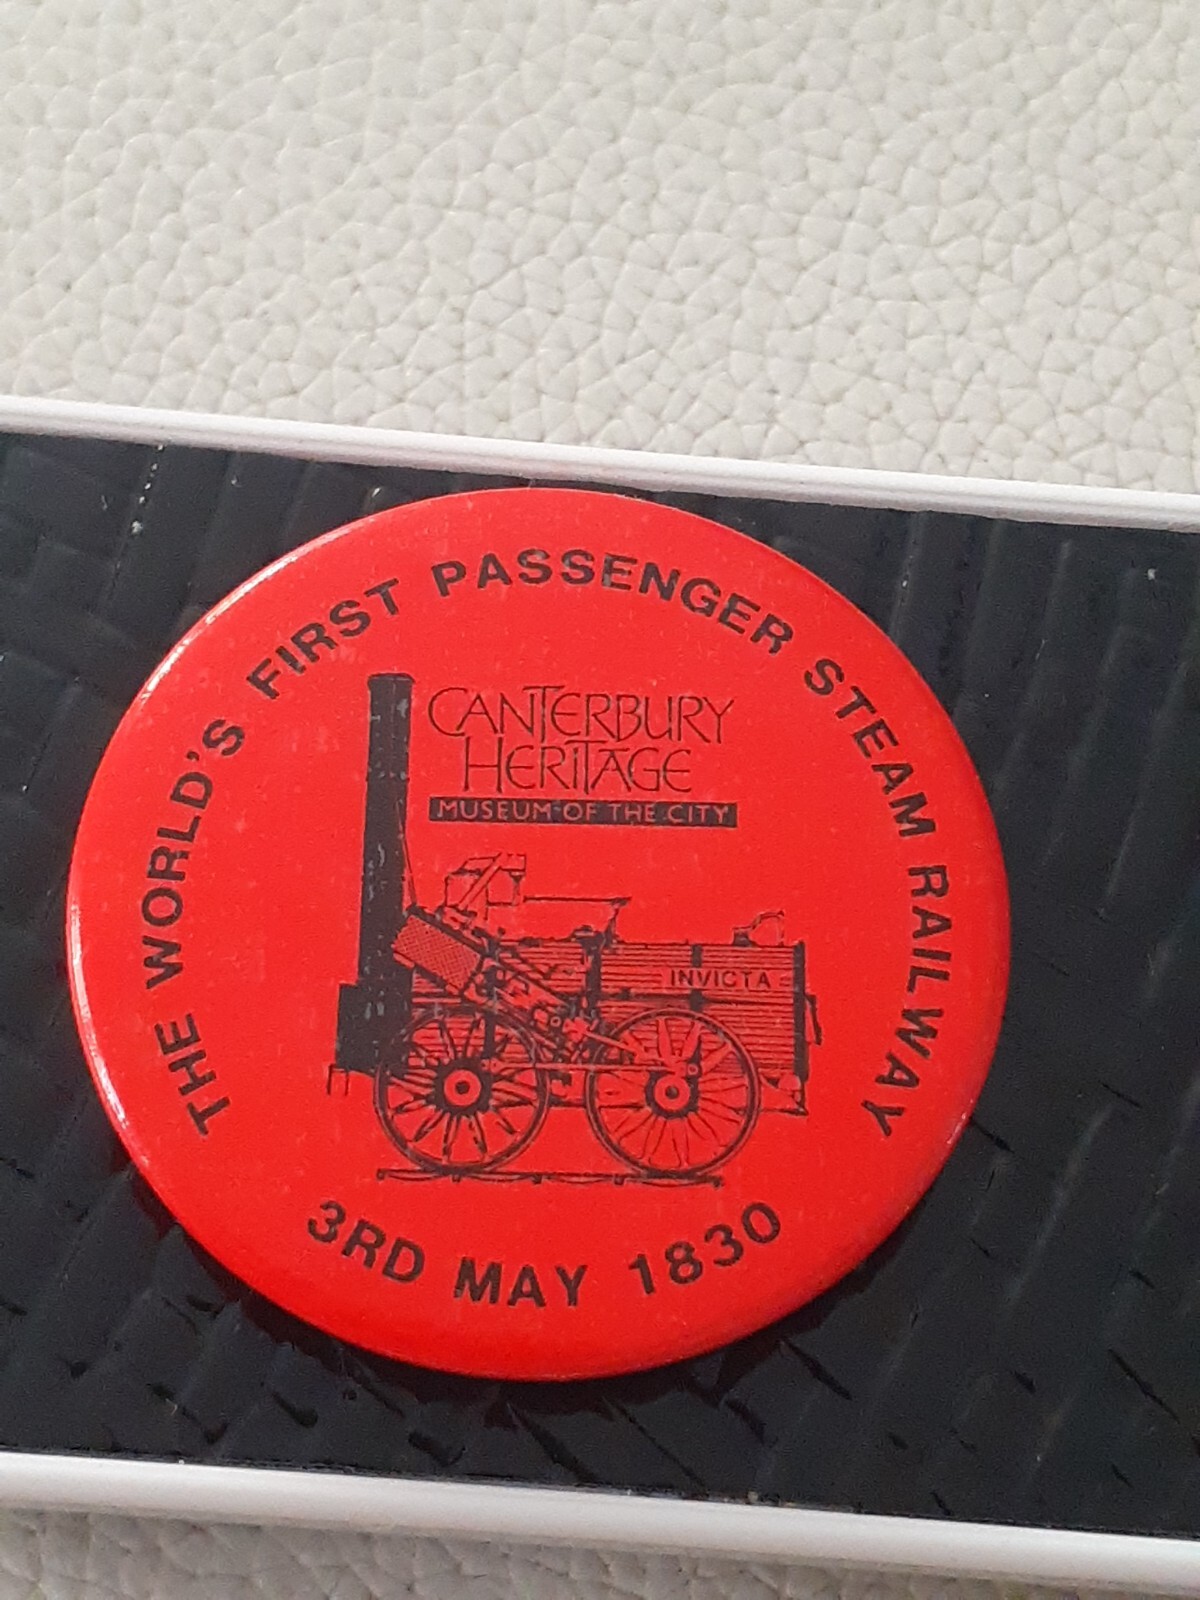 THE WORLD'S FIRST PASSENGER STEAM RAILWAY
CANTERBURY
HERITAGE
MUSEUM OF THE CITY
INVICTA
3RD MAY 1830